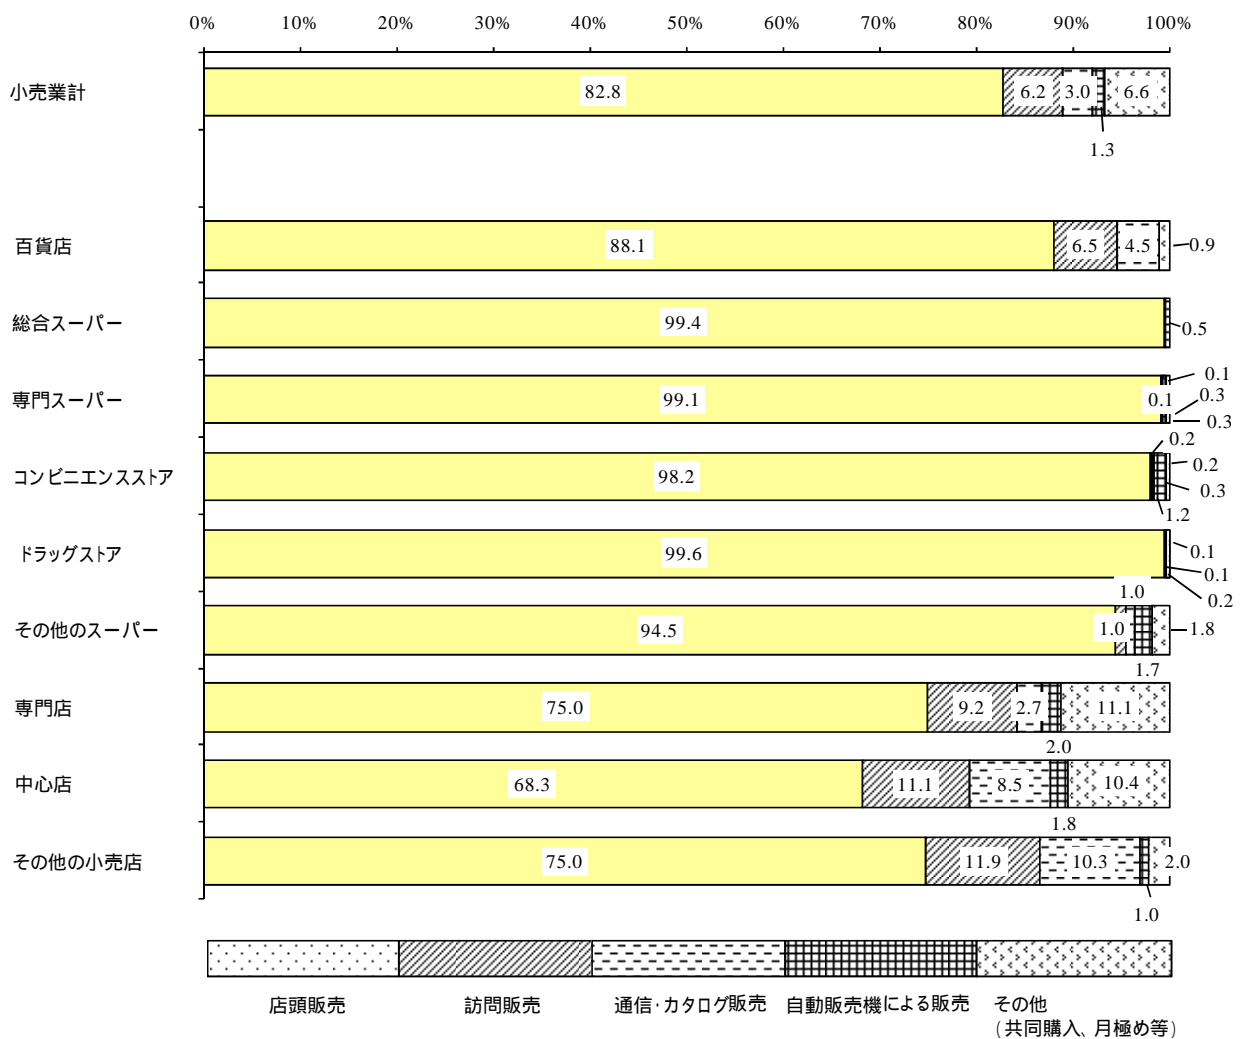 0% 10% 20% 30% 40% 50% 60% 70% 80% 90% 100%
小売業計 82.8 6.2 3.0 6.6
1.3
百貨店 88.1 6.5 4.5 0.9
総合スーパー 99.4 0.5
0.1
専門スーパー 99.1 0.1 0.3
0.3
0.2
0.2
コンビニエンスストア 98.2
0.3
1.2
ドラッグストア 99.6 0.1
0.1
0.2
1.0
その他のスーパー 94.5 1.0 1.8
1.7
専門店 75.0 9.2 2.7 11.1
2.0
中心店 68.3 11.1 8.5 10.4
1.8
その他の小売店 75.0 11.9 10.3 2.0
1.0
店頭販売 訪問販売 通信・カタログ販売 自動販売機による販売 その他
(共同購入、月極め等)